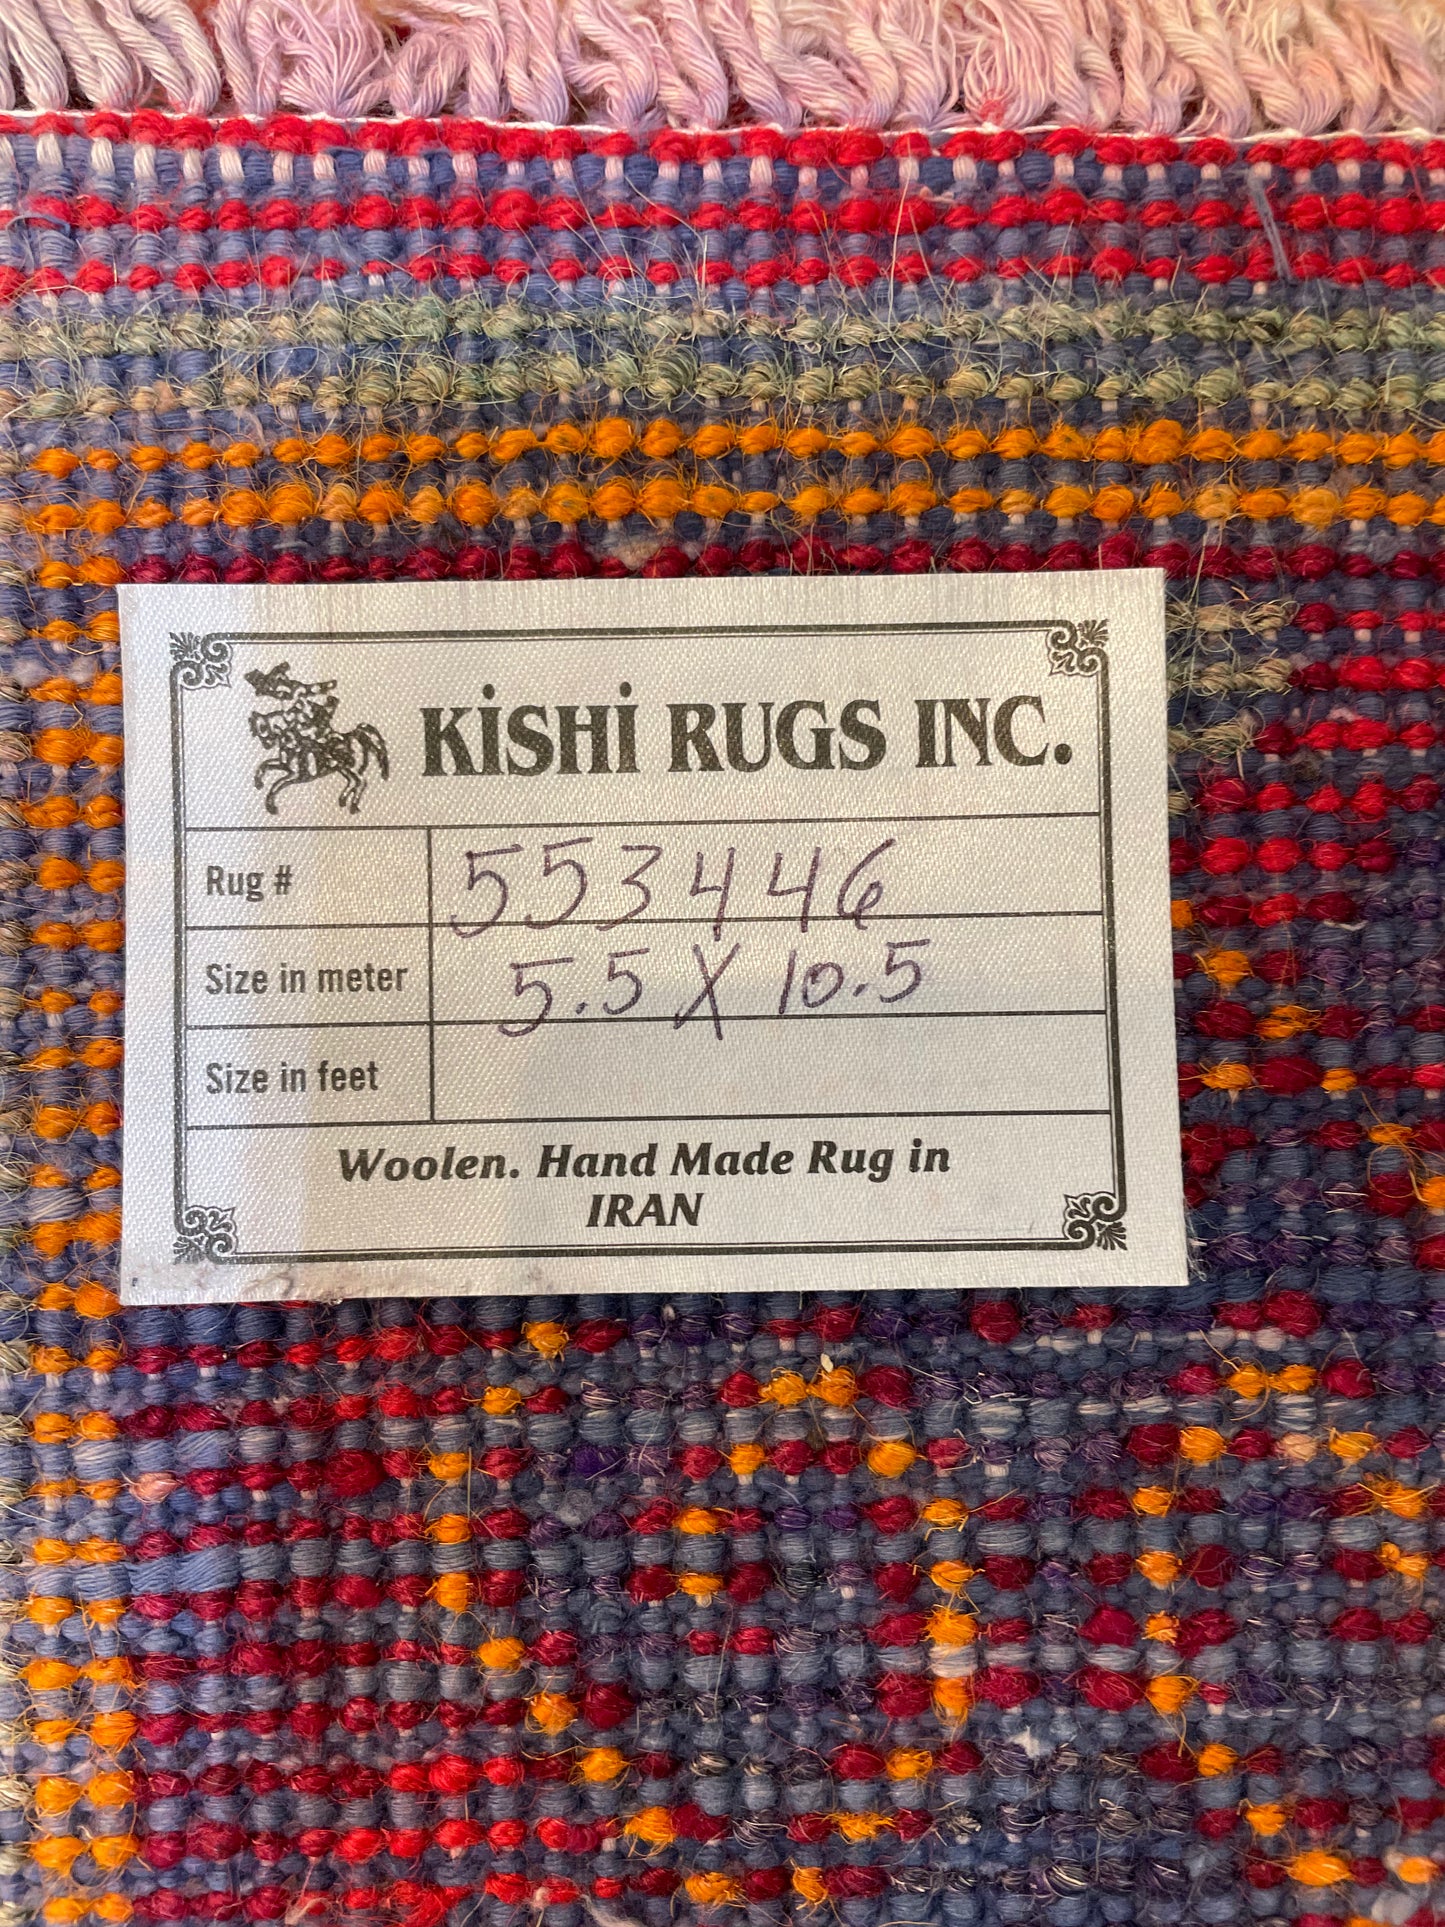 KiSHi RUGS INC.
Rug # 553446
Size in meter 5.5 X 10.5
Size in feet
Woolen. Hand Made Rug in
IRAN